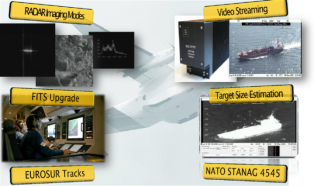 RADAR Imaging Modes
Video Streaming
FITS Upgrade
Target Size Estimation
EUROSUR Tracks
NATO STANAG 4545